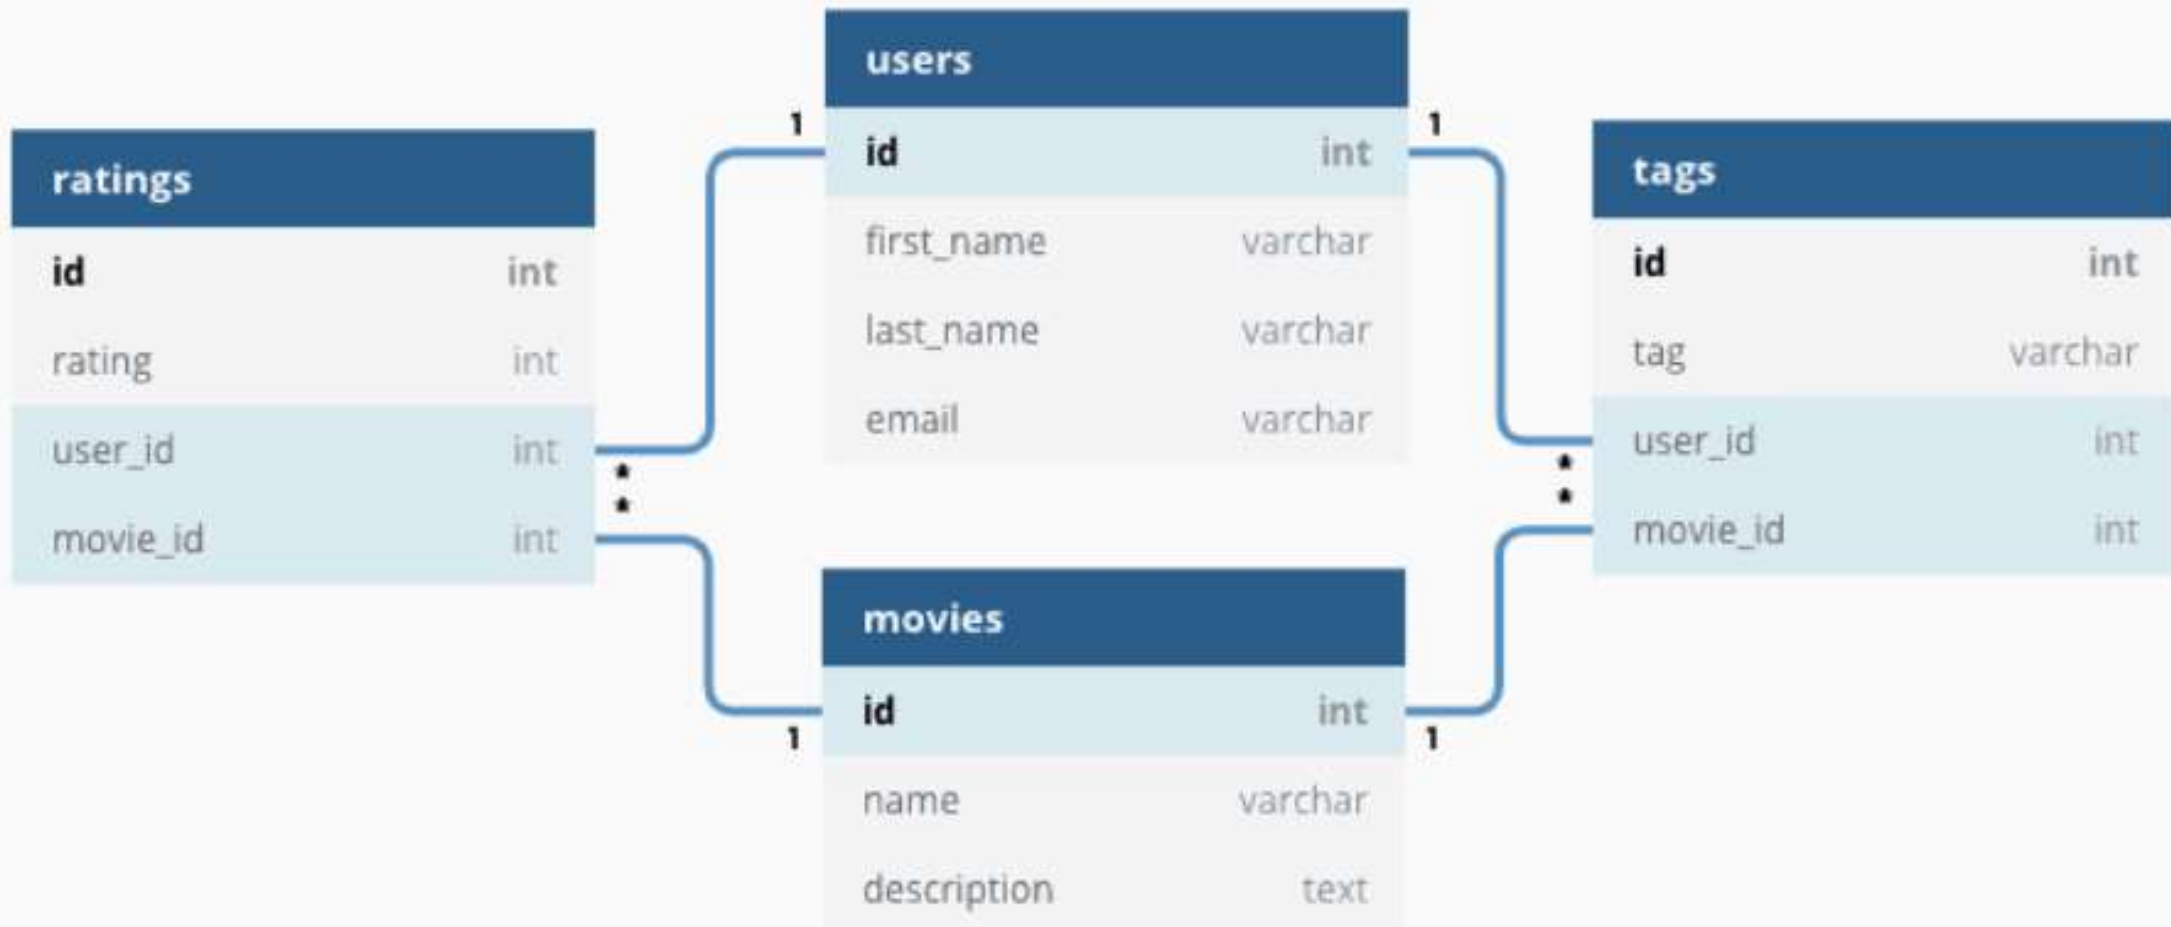 users
1
id int
1
first_name varchar
last_name varchar
email varchar
ratings
id int
rating int
user_id int
*
*
movie_id int
tags
id int
tag varchar
user_id int
*
*
movie_id int
movies
id int
1
1
name varchar
description text